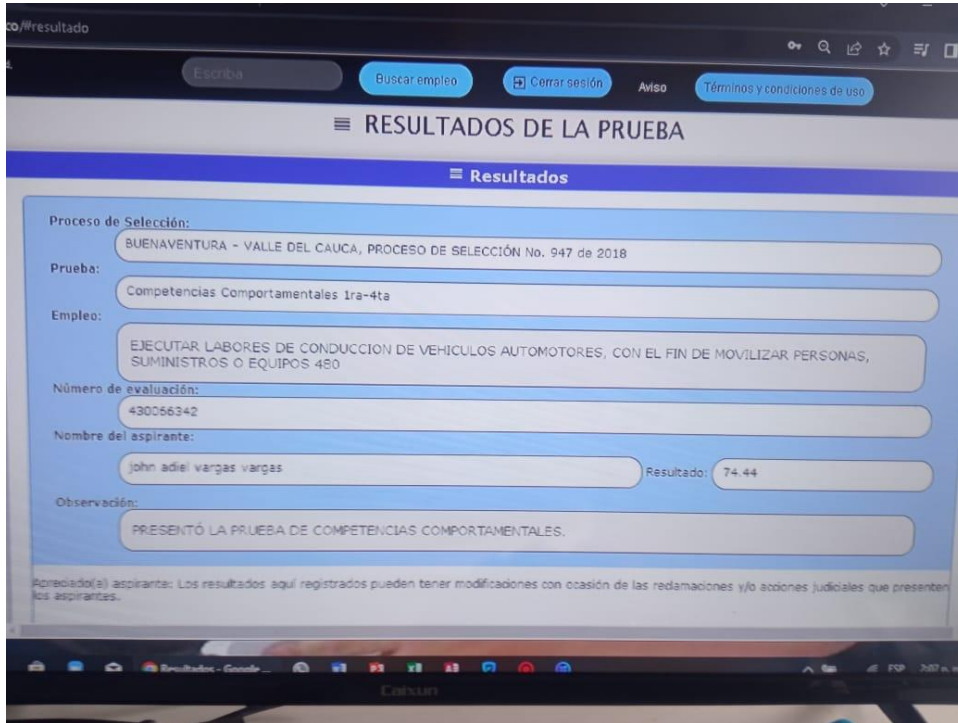 co/#resultado
Escriba
Buscar empleo
Cerrar sesión
Aviso
Términos y condiciones de uso
RESULTADOS DE LA PRUEBA
Resultados
Proceso de Selección:
BUENAVENTURA - VALLE DEL CAUCA, PROCESO DE SELECCIÓN No. 947 de 2018
Prueba:
Competencias Comportamentales 1ra-4ta
Empleo:
EJECUTAR LABORES DE CONDUCCION DE VEHICULOS AUTOMOTORES, CON EL FIN DE MOVILIZAR PERSONAS,
SUMINISTROS O EQUIPOS 480
Número de evaluación:
430056342
Nombre del aspirante:
john adiel vargas vargas
Resultado: 74.44
Observación:
PRESENTÓ LA PRUEBA DE COMPETENCIAS COMPORTAMENTALES.
Apreciado(a) aspirante: Los resultados aquí registrados pueden tener modificaciones con ocasión de las reclamaciones y/o acciones judiciales que presenten
los aspirantes.
Resultados - Google ...
ESP
2:07 p.
Caixun